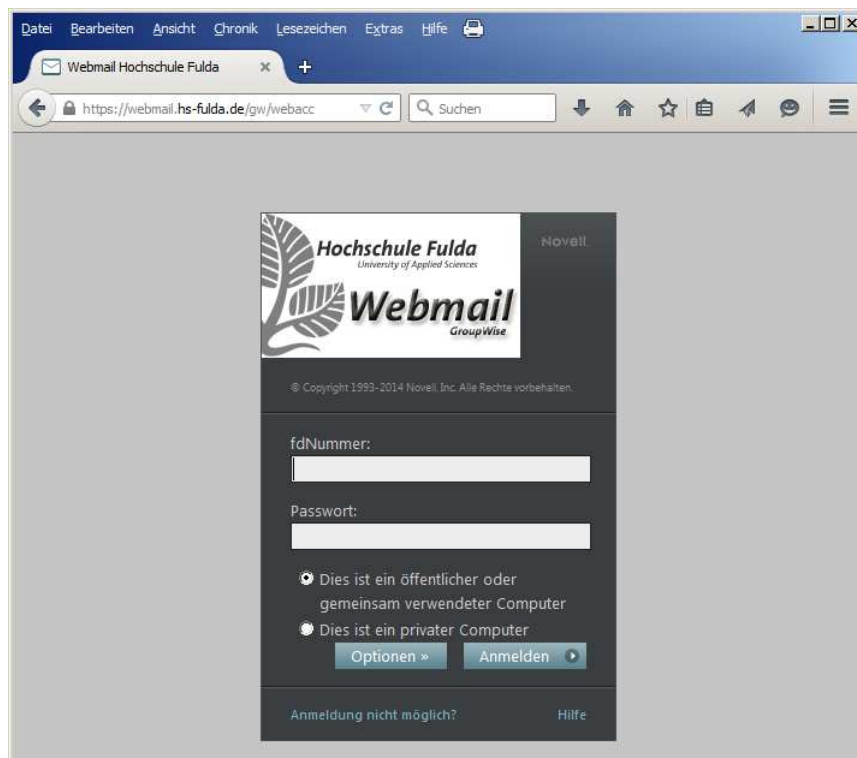 Datei Bearbeiten Ansicht Chronik Lesezeichen Extras Hilfe
Webmail Hochschule Fulda
https://webmail.hs-fulda.de/gw/webacc Suchen
Hochschule Fulda
University of Applied Sciences
Novell
Webmail
GroupWise
© Copyright 1993-2014 Novell, Inc. Alle Rechte vorbehalten.
fdNummer:
Passwort:
Dies ist ein öffentlicher oder
gemeinsam verwendeter Computer
Dies ist ein privater Computer
Optionen » Anmelden
Anmeldung nicht möglich? Hilfe